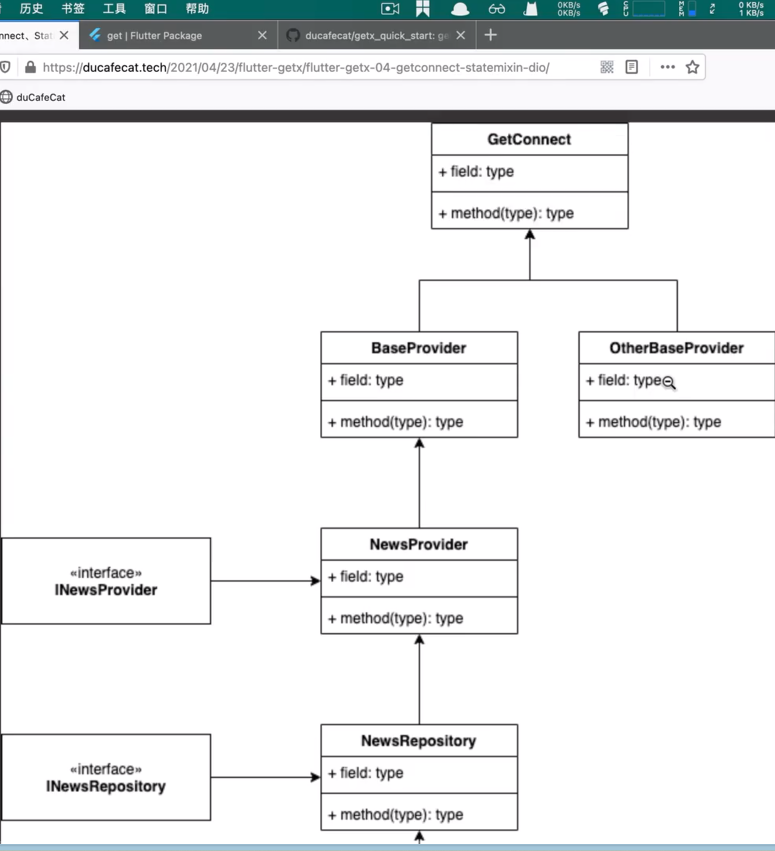 历史 书签 工具 窗口 帮助 0KB/s 0KB/s CPU MEM 0 KB/s 1 KB/s
nnect、Stat get | Flutter Package ducafecat/getx_quick_start: ge
https://ducafecat.tech/2021/04/23/flutter-getx/flutter-getx-04-getconnect-statemixin-dio/
duCafeCat
GetConnect
+ field: type
+ method(type): type
BaseProvider
+ field: type
+ method(type): type
OtherBaseProvider
+ field: type
+ method(type): type
«interface»
INewsProvider
NewsProvider
+ field: type
+ method(type): type
«interface»
INewsRepository
NewsRepository
+ field: type
+ method(type): type